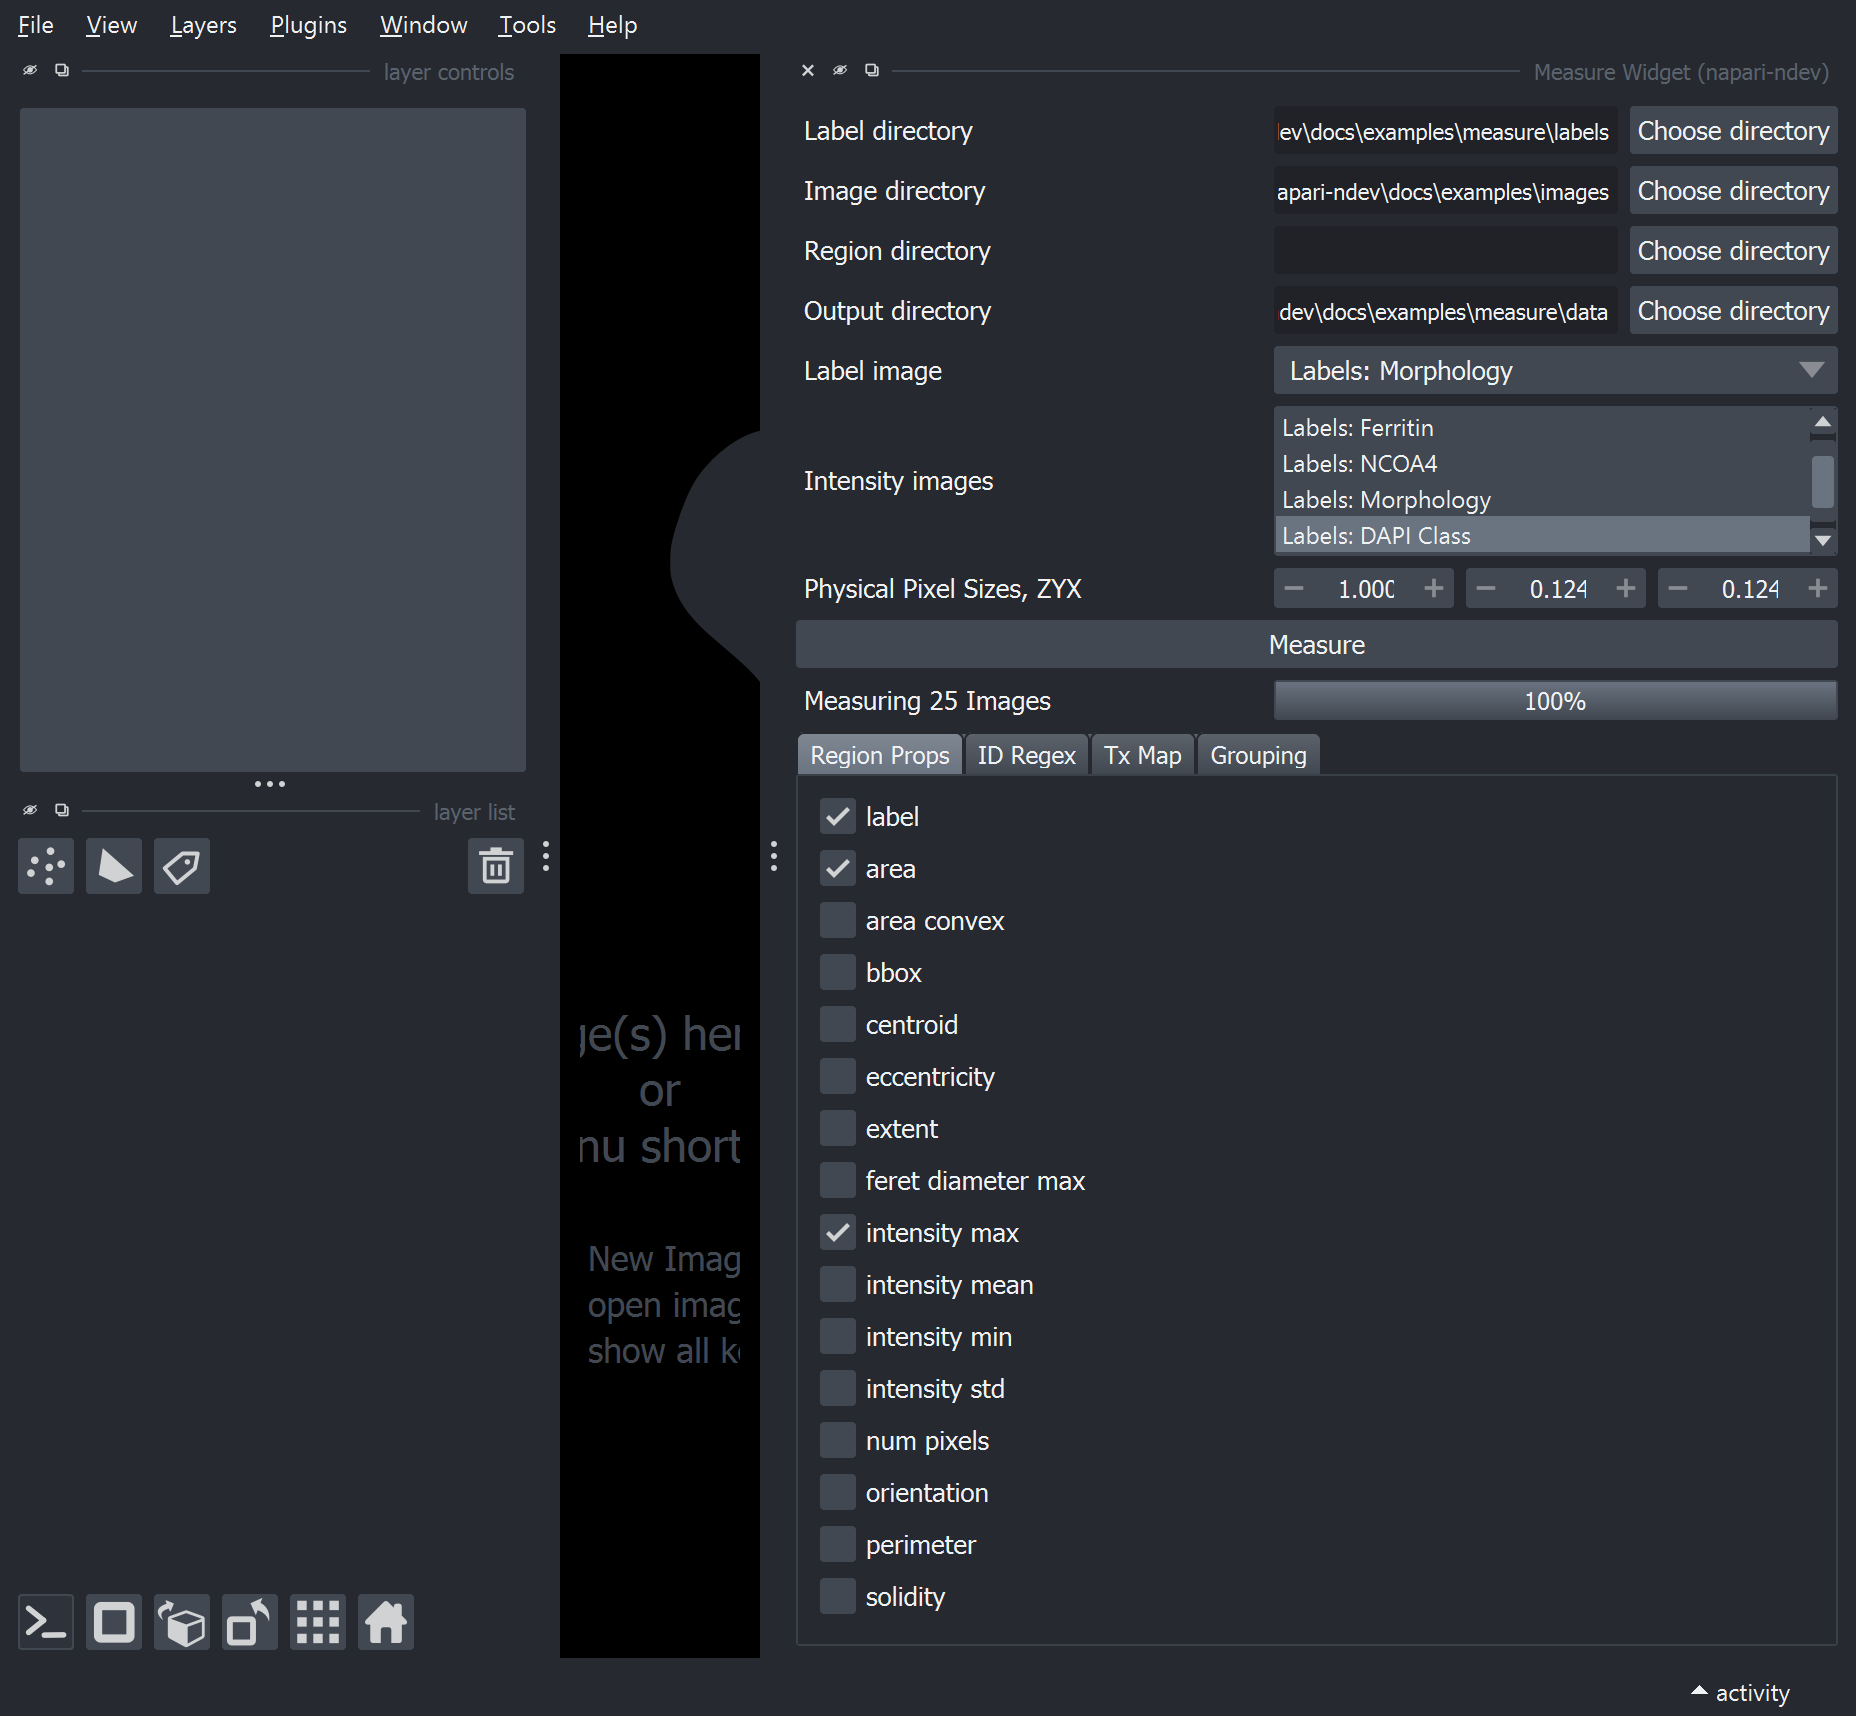 File View Layers Plugins Window Tools Help
layer controls
Measure Widget (napari-ndev)
Label directory
ev\docs\examples\measure\labels
Choose directory
Image directory
apari-ndev\docs\examples\images
Choose directory
Region directory
Choose directory
Output directory
dev\docs\examples\measure\data
Choose directory
Label image
Labels: Morphology
Intensity images
Labels: Ferritin
Labels: NCOA4
Labels: Morphology
Labels: DAPI Class
Physical Pixel Sizes, ZYX
1.000
0.124
0.124
Measure
Measuring 25 Images
100%
Region Props ID Regex Tx Map Grouping
label
area
area convex
bbox
centroid
eccentricity
extent
feret diameter max
intensity max
intensity mean
intensity min
intensity std
num pixels
orientation
perimeter
solidity
layer list
ge(s) her
or
nu short
New Imag
open imag
show all ke
activity